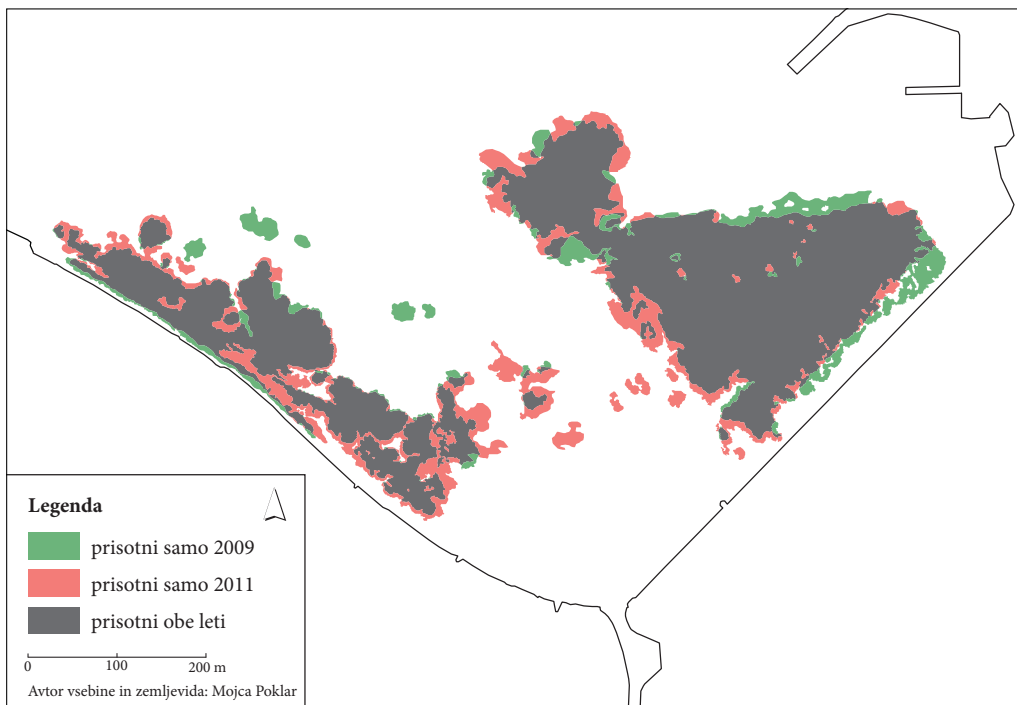 Legenda
prisotni samo 2009
prisotni samo 2011
prisotni obe leti
0 100 200 m
Avtor vsebine in zemljevida: Mojca Poklar